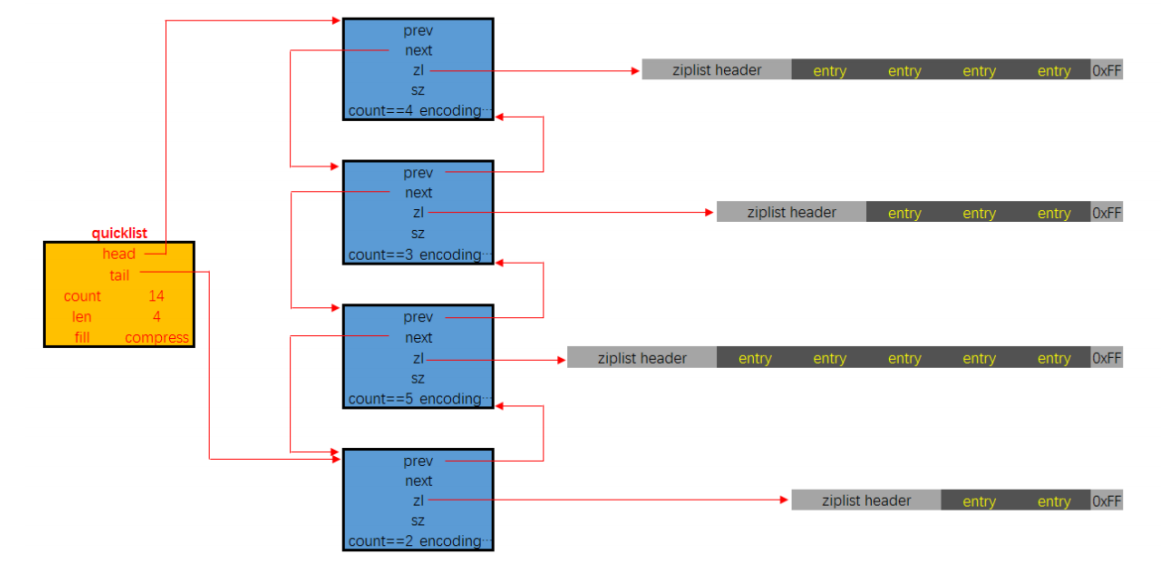 prev
next
zl
sz
count==4 encoding···
ziplist header entry entry entry entry 0xFF
prev
next
zl
sz
count==3 encoding···
ziplist header entry entry entry 0xFF
quicklist
head
tail
count 14
len 4
fill compress
prev
next
zl
sz
count==5 encoding···
ziplist header entry entry entry entry entry 0xFF
prev
next
zl
sz
count==2 encoding···
ziplist header entry entry 0xFF